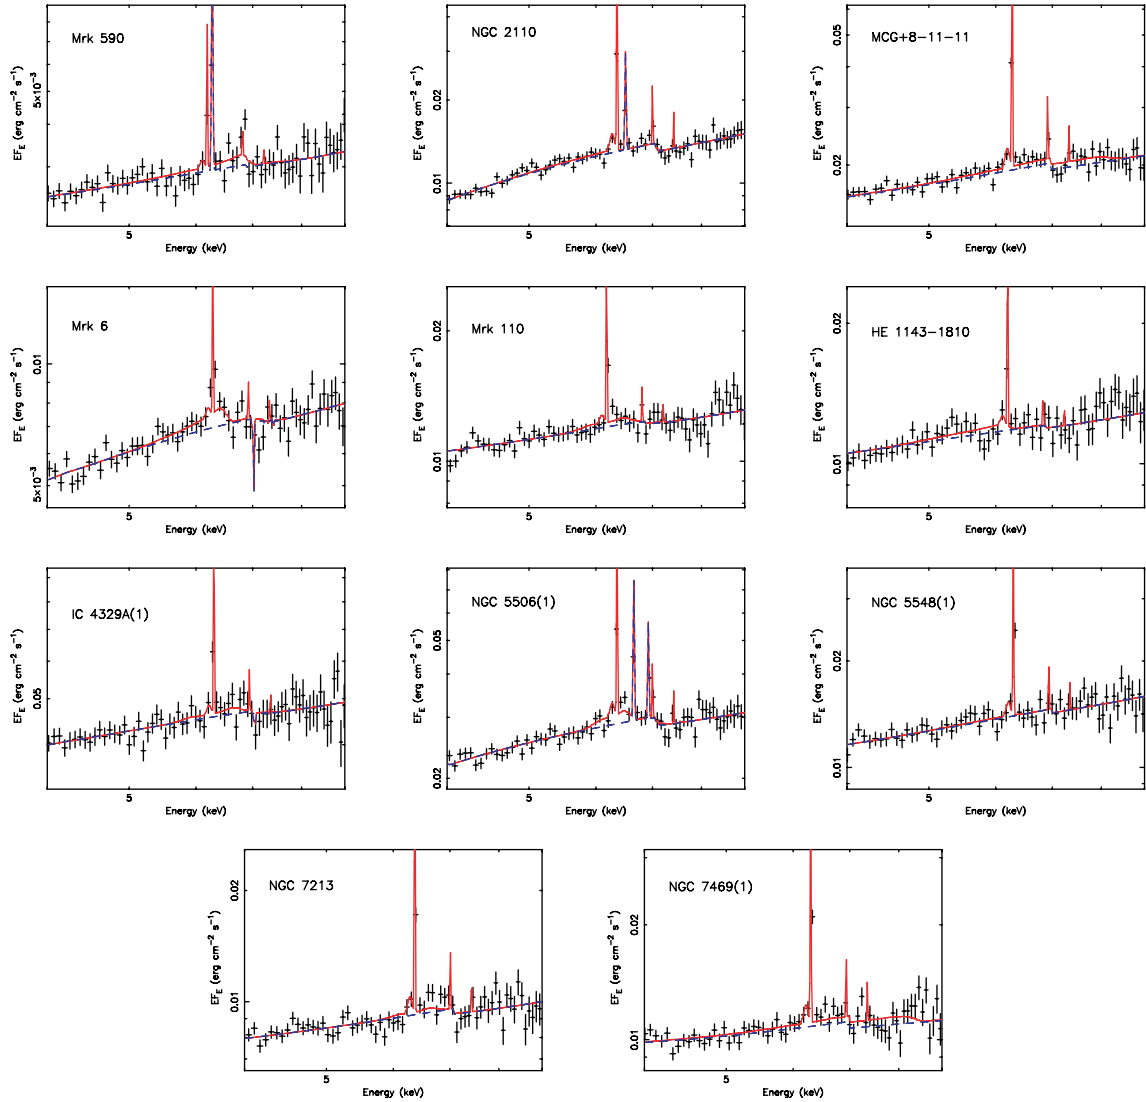 Mrk 590
EF_E (erg cm⁻² s⁻¹)
5×10⁻³
5
Energy (keV)
NGC 2110
EF_E (erg cm⁻² s⁻¹)
0.02
0.01
5
Energy (keV)
MCG+8−11−11
EF_E (erg cm⁻² s⁻¹)
0.05
0.02
5
Energy (keV)
Mrk 6
EF_E (erg cm⁻² s⁻¹)
0.01
5×10⁻³
5
Energy (keV)
Mrk 110
EF_E (erg cm⁻² s⁻¹)
0.02
0.01
5
Energy (keV)
HE 1143−1810
EF_E (erg cm⁻² s⁻¹)
0.02
0.01
5
Energy (keV)
IC 4329A(1)
EF_E (erg cm⁻² s⁻¹)
0.05
5
Energy (keV)
NGC 5506(1)
EF_E (erg cm⁻² s⁻¹)
0.05
0.02
5
Energy (keV)
NGC 5548(1)
EF_E (erg cm⁻² s⁻¹)
0.02
0.01
5
Energy (keV)
NGC 7213
EF_E (erg cm⁻² s⁻¹)
0.02
0.01
5
Energy (keV)
NGC 7469(1)
EF_E (erg cm⁻² s⁻¹)
0.02
0.01
5
Energy (keV)